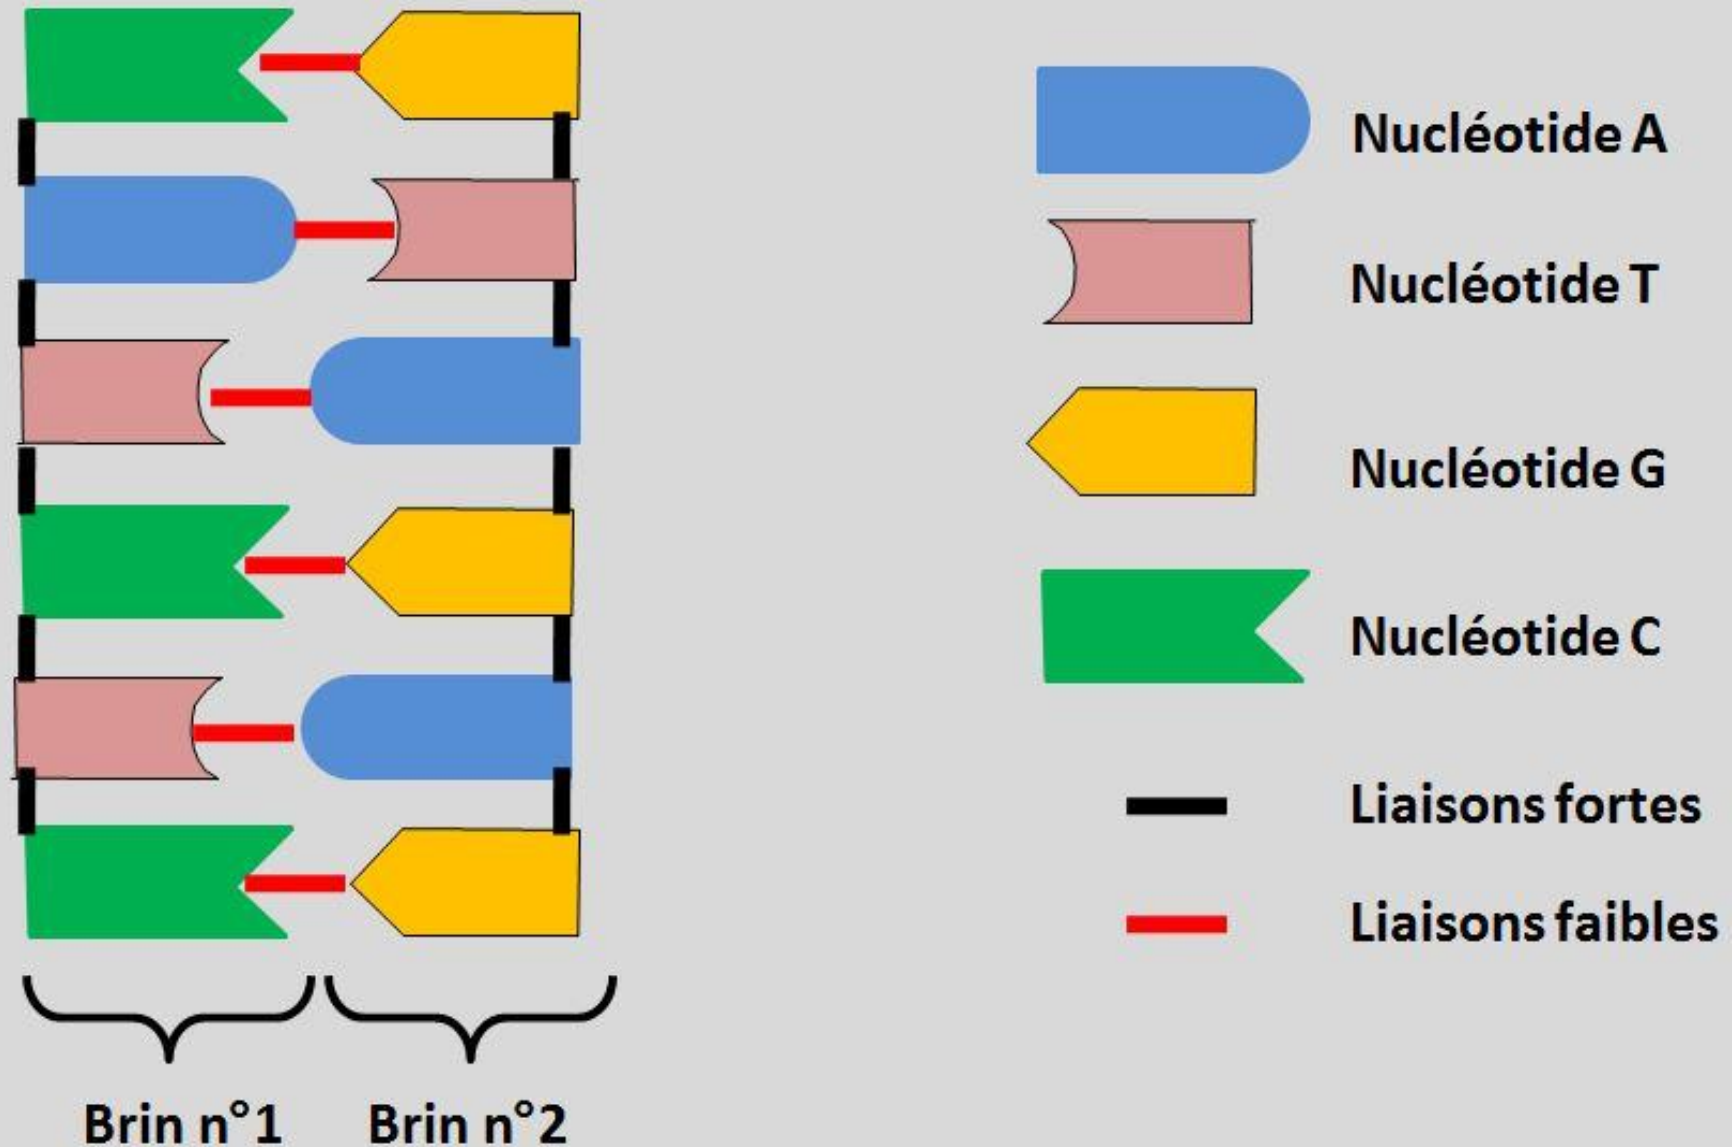 Nucléotide A
Nucléotide T
Nucléotide G
Nucléotide C
Liaisons fortes
Liaisons faibles
Brin n°1
Brin n°2